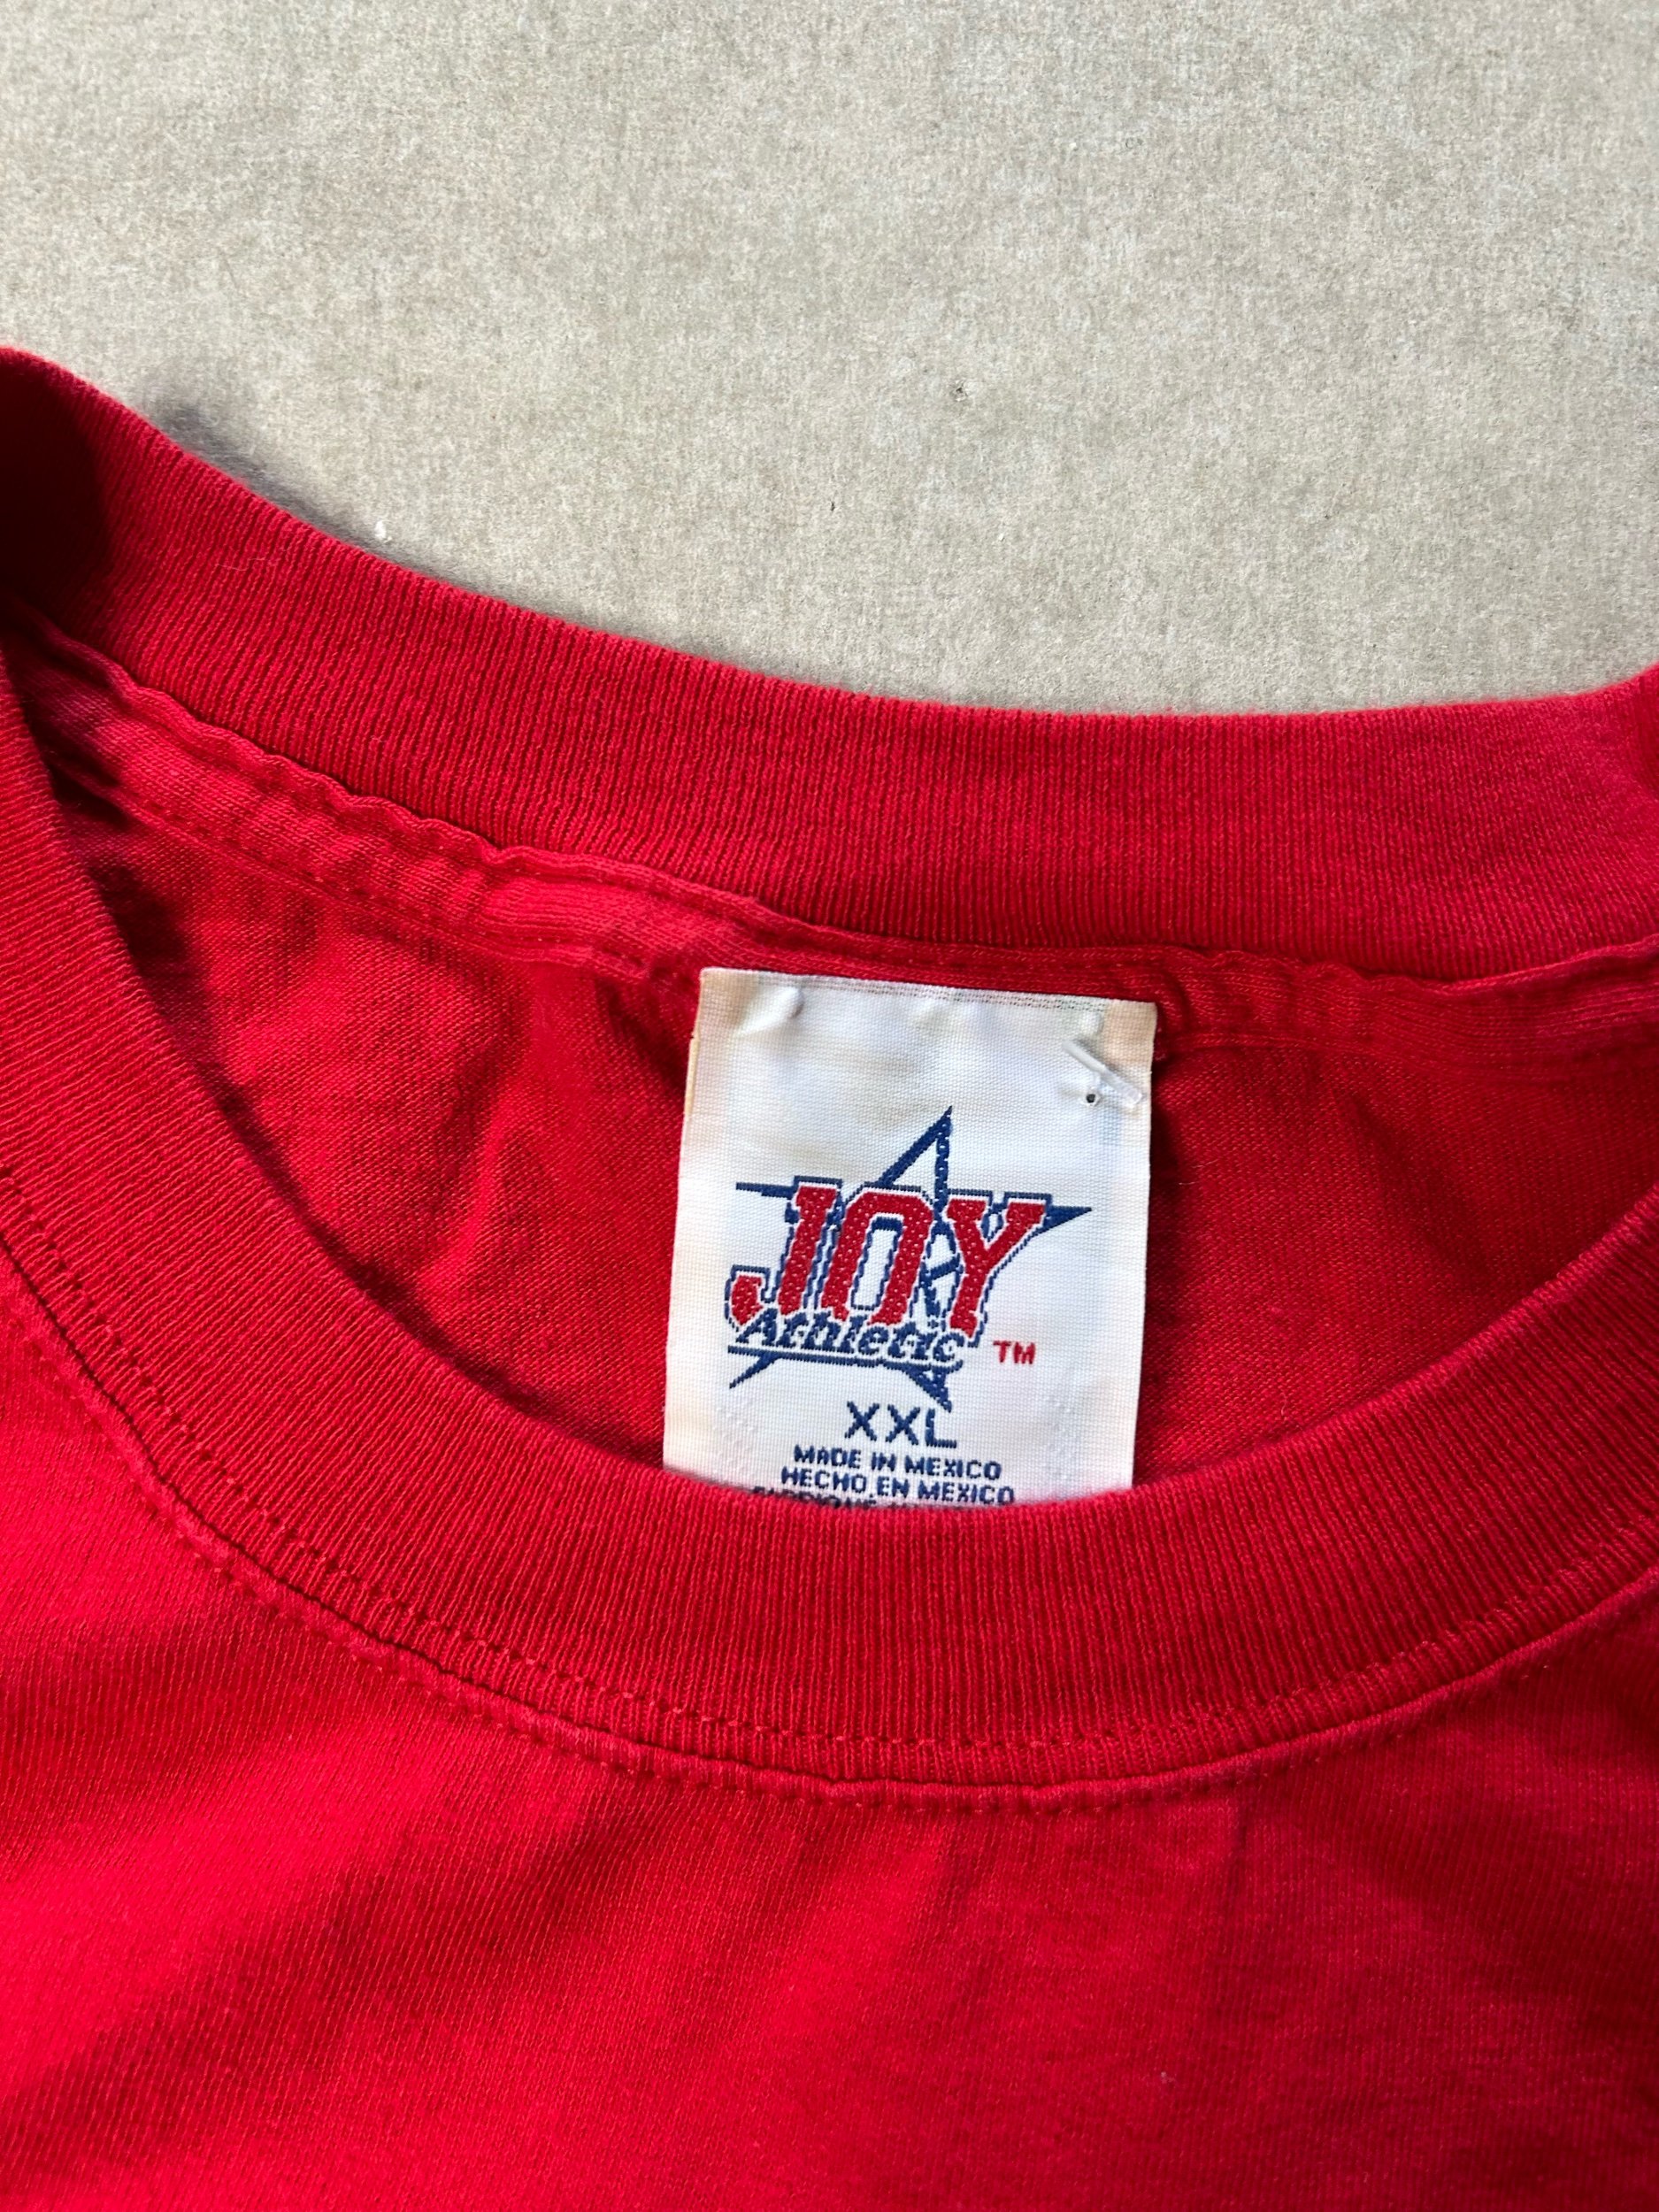 JOY
Athletic TM
XXL
MADE IN MEXICO
HECHO EN MEXICO